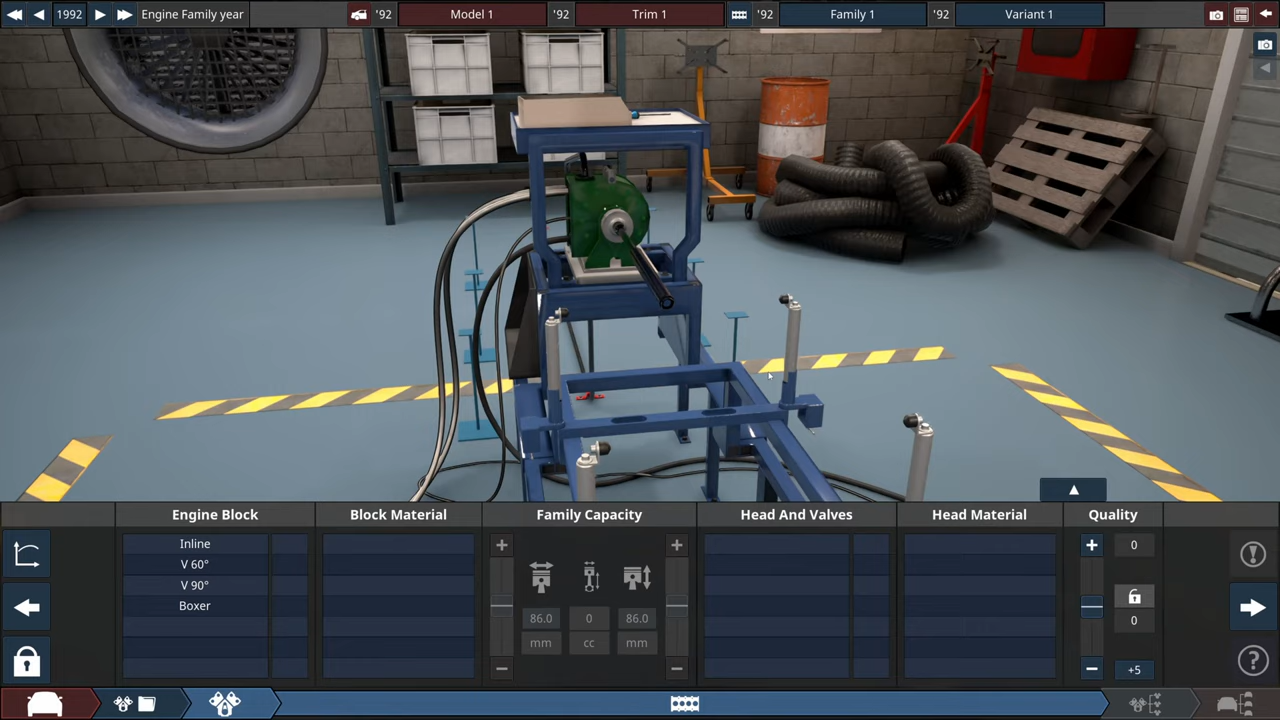 1992 Engine Family year '92 Model 1 '92 Trim 1 '92 Family 1 '92 Variant 1
Engine Block Block Material Family Capacity Head And Valves Head Material Quality
Inline
V 60°
V 90°
Boxer
+ + + 0
86.0 0 86.0 0
mm cc mm
− − − +5